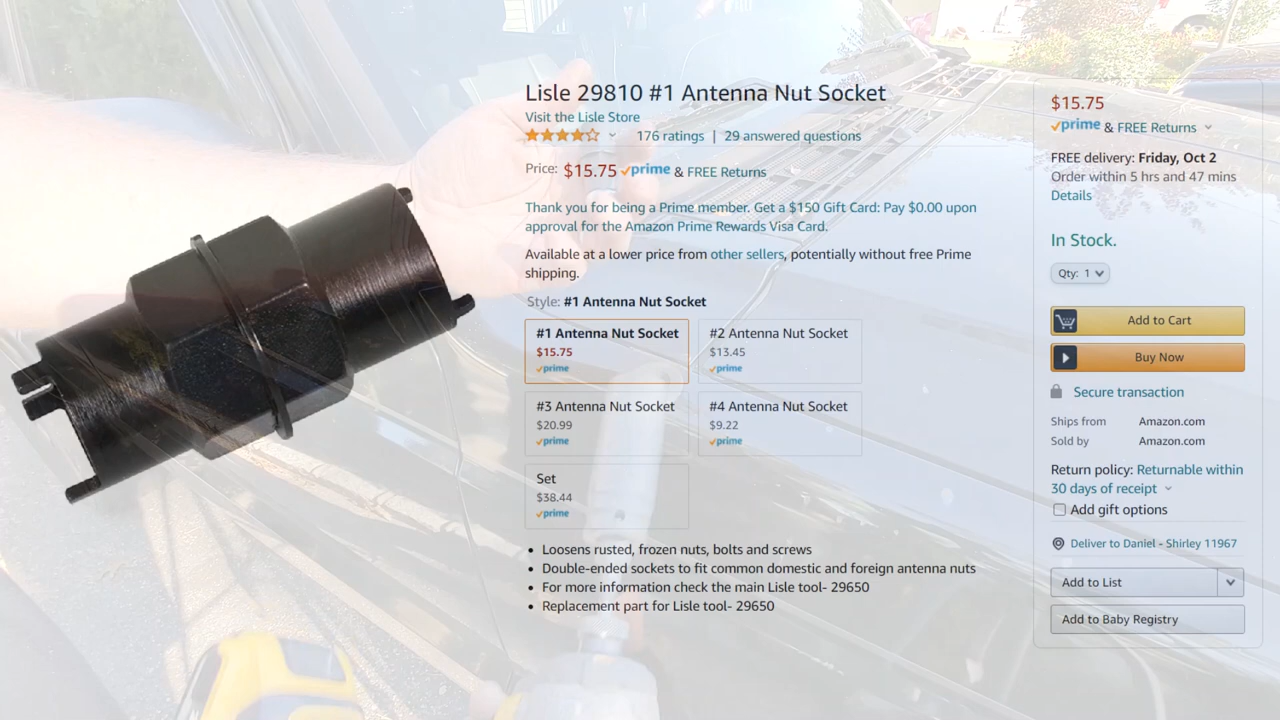 Lisle 29810 #1 Antenna Nut Socket
Visit the Lisle Store
176 ratings | 29 answered questions
Price: $15.75 prime & FREE Returns
Thank you for being a Prime member. Get a $150 Gift Card: Pay $0.00 upon
approval for the Amazon Prime Rewards Visa Card.
Available at a lower price from other sellers, potentially without free Prime
shipping.
Style: #1 Antenna Nut Socket
#1 Antenna Nut Socket
$15.75
prime
#2 Antenna Nut Socket
$13.45
prime
#3 Antenna Nut Socket
$20.99
prime
#4 Antenna Nut Socket
$9.22
prime
Set
$38.44
prime
• Loosens rusted, frozen nuts, bolts and screws
• Double-ended sockets to fit common domestic and foreign antenna nuts
• For more information check the main Lisle tool- 29650
• Replacement part for Lisle tool- 29650
$15.75
prime & FREE Returns
FREE delivery: Friday, Oct 2
Order within 5 hrs and 47 mins
Details
In Stock.
Qty: 1
Add to Cart
Buy Now
Secure transaction
Ships from Amazon.com
Sold by Amazon.com
Return policy: Returnable within
30 days of receipt
Add gift options
Deliver to Daniel - Shirley 11967
Add to List
Add to Baby Registry